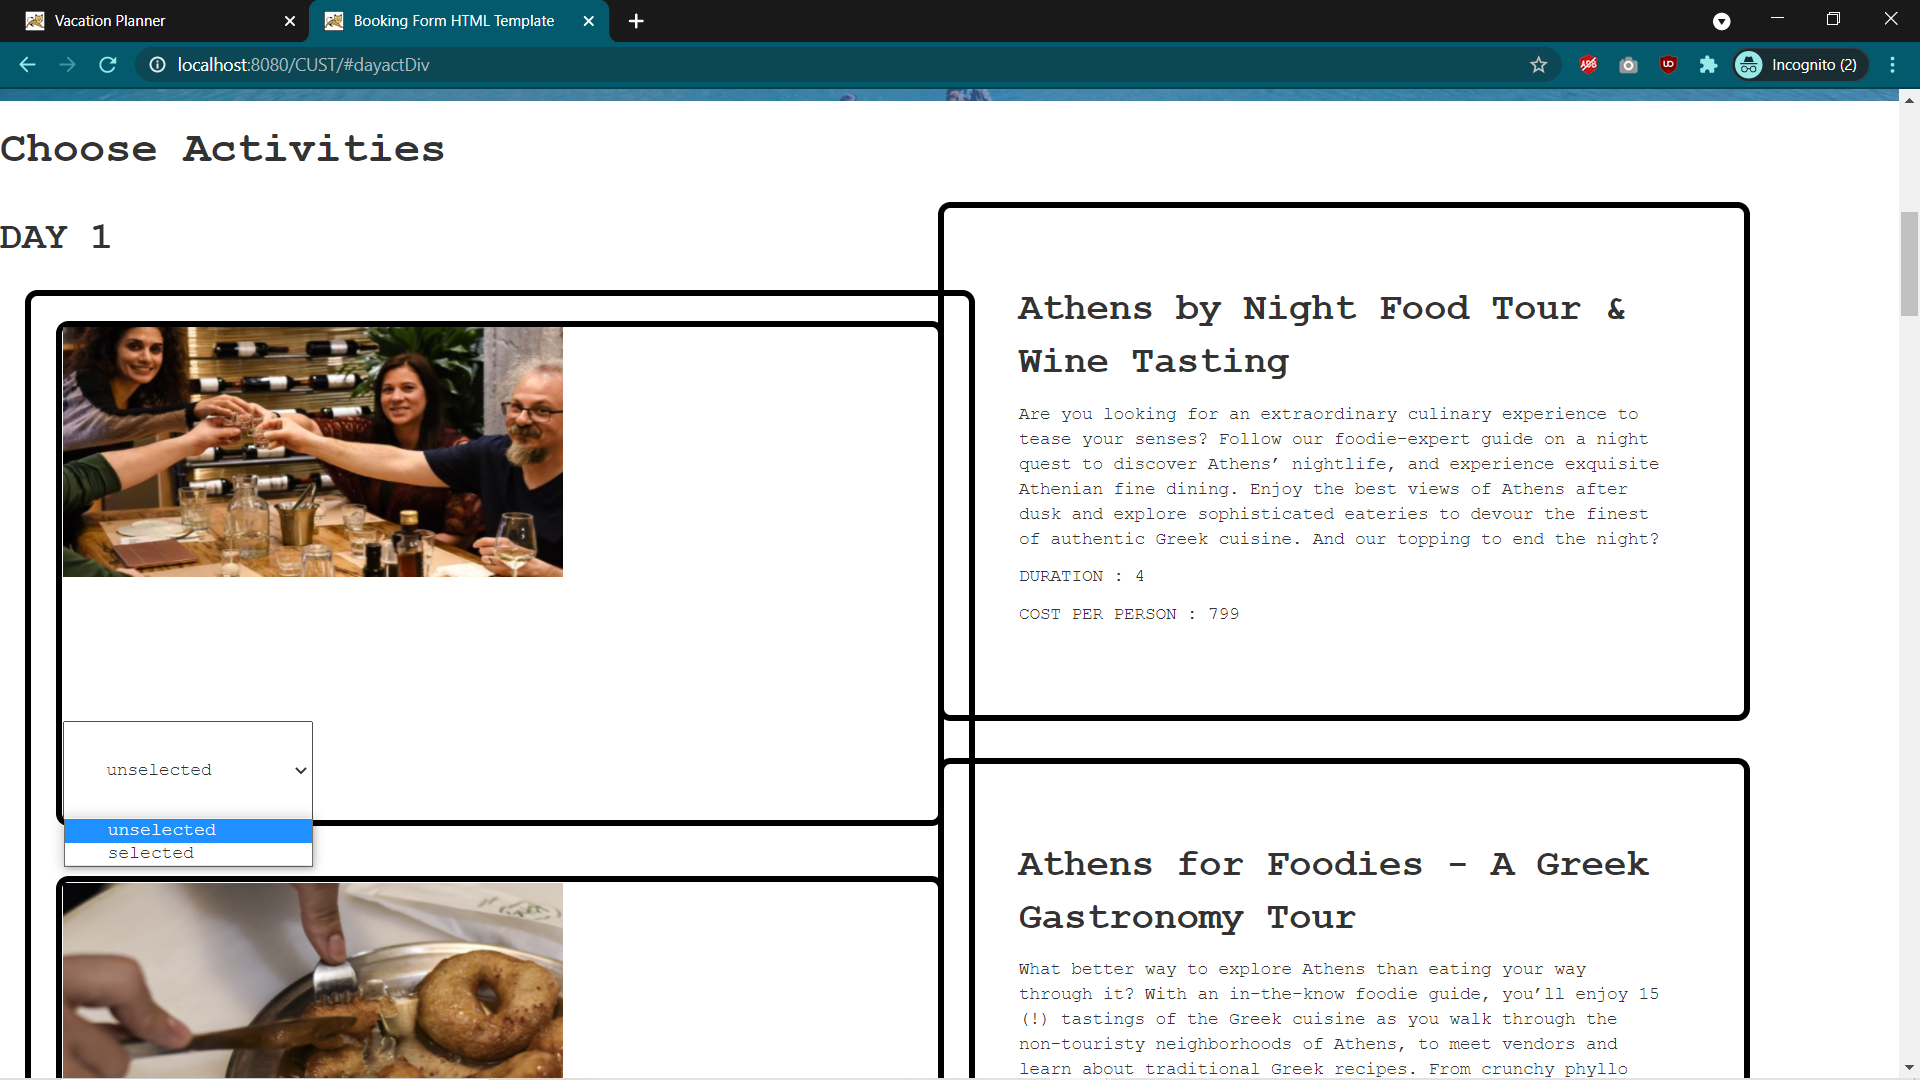 Vacation Planner
Booking Form HTML Template
localhost:8080/CUST/#dayactDiv
Incognito (2)
Choose Activities
DAY 1
unselected
unselected
selected
Athens by Night Food Tour &
Wine Tasting
Are you looking for an extraordinary culinary experience to
tease your senses? Follow our foodie-expert guide on a night
quest to discover Athens’ nightlife, and experience exquisite
Athenian fine dining. Enjoy the best views of Athens after
dusk and explore sophisticated eateries to devour the finest
of authentic Greek cuisine. And our topping to end the night?
DURATION : 4
COST PER PERSON : 799
Athens for Foodies - A Greek
Gastronomy Tour
What better way to explore Athens than eating your way
through it? With an in-the-know foodie guide, you’ll enjoy 15
(!) tastings of the Greek cuisine as you walk through the
non-touristy neighborhoods of Athens, to meet vendors and
learn about traditional Greek recipes. From crunchy phyllo